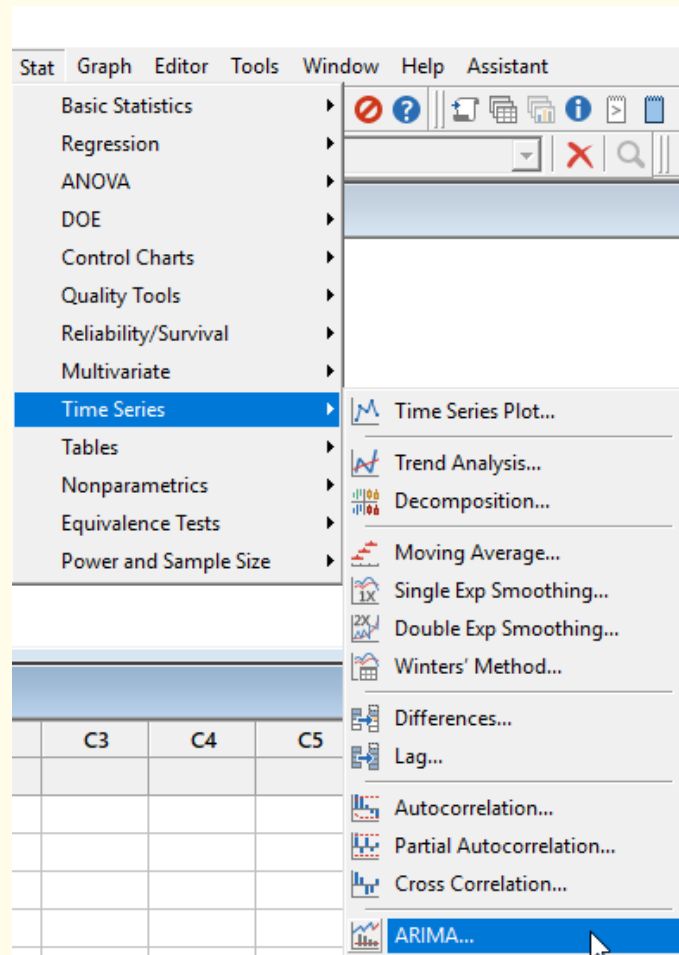 Stat Graph Editor Tools Window Help Assistant
Basic Statistics
Regression
ANOVA
DOE
Control Charts
Quality Tools
Reliability/Survival
Multivariate
Time Series
Tables
Nonparametrics
Equivalence Tests
Power and Sample Size
Time Series Plot...
Trend Analysis...
Decomposition...
Moving Average...
1X Single Exp Smoothing...
2X Double Exp Smoothing...
Winters' Method...
Differences...
Lag...
Autocorrelation...
Partial Autocorrelation...
Cross Correlation...
ARIMA...
C3 C4 C5